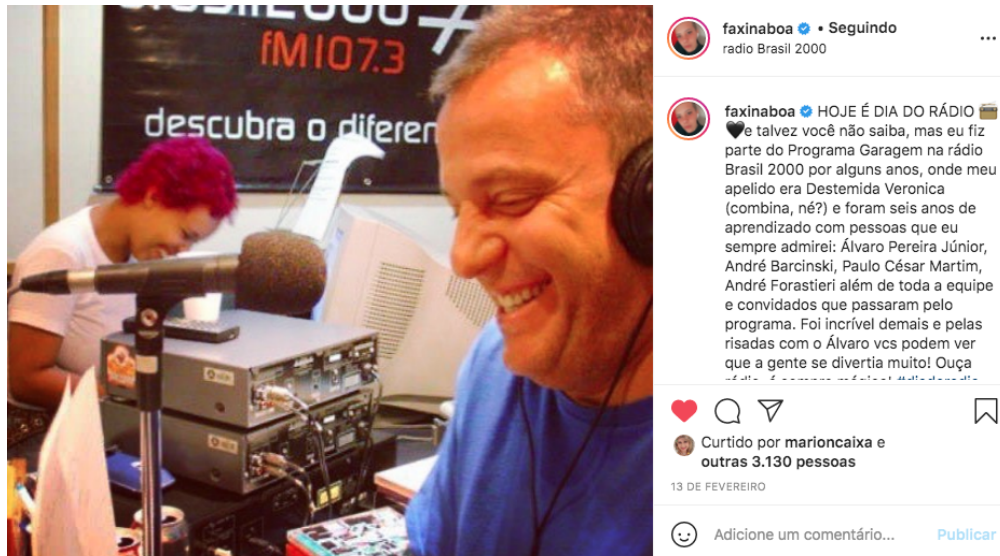 Brasil2000
fM107.3
descubra o diferen
faxinaboa • Seguindo
radio Brasil 2000
faxinaboa HOJE É DIA DO RÁDIO
e talvez você não saiba, mas eu fiz
parte do Programa Garagem na rádio
Brasil 2000 por alguns anos, onde meu
apelido era Destemida Veronica
(combina, né?) e foram seis anos de
aprendizado com pessoas que eu
sempre admirei: Álvaro Pereira Júnior,
André Barcinski, Paulo César Martim,
André Forastieri além de toda a equipe
e convidados que passaram pelo
programa. Foi incrível demais e pelas
risadas com o Álvaro vcs podem ver
que a gente se divertia muito! Ouça
rádio, é sempre mágico! #diadoradio
Curtido por marioncaixa e
outras 3.130 pessoas
13 DE FEVEREIRO
Adicione um comentário... Publicar